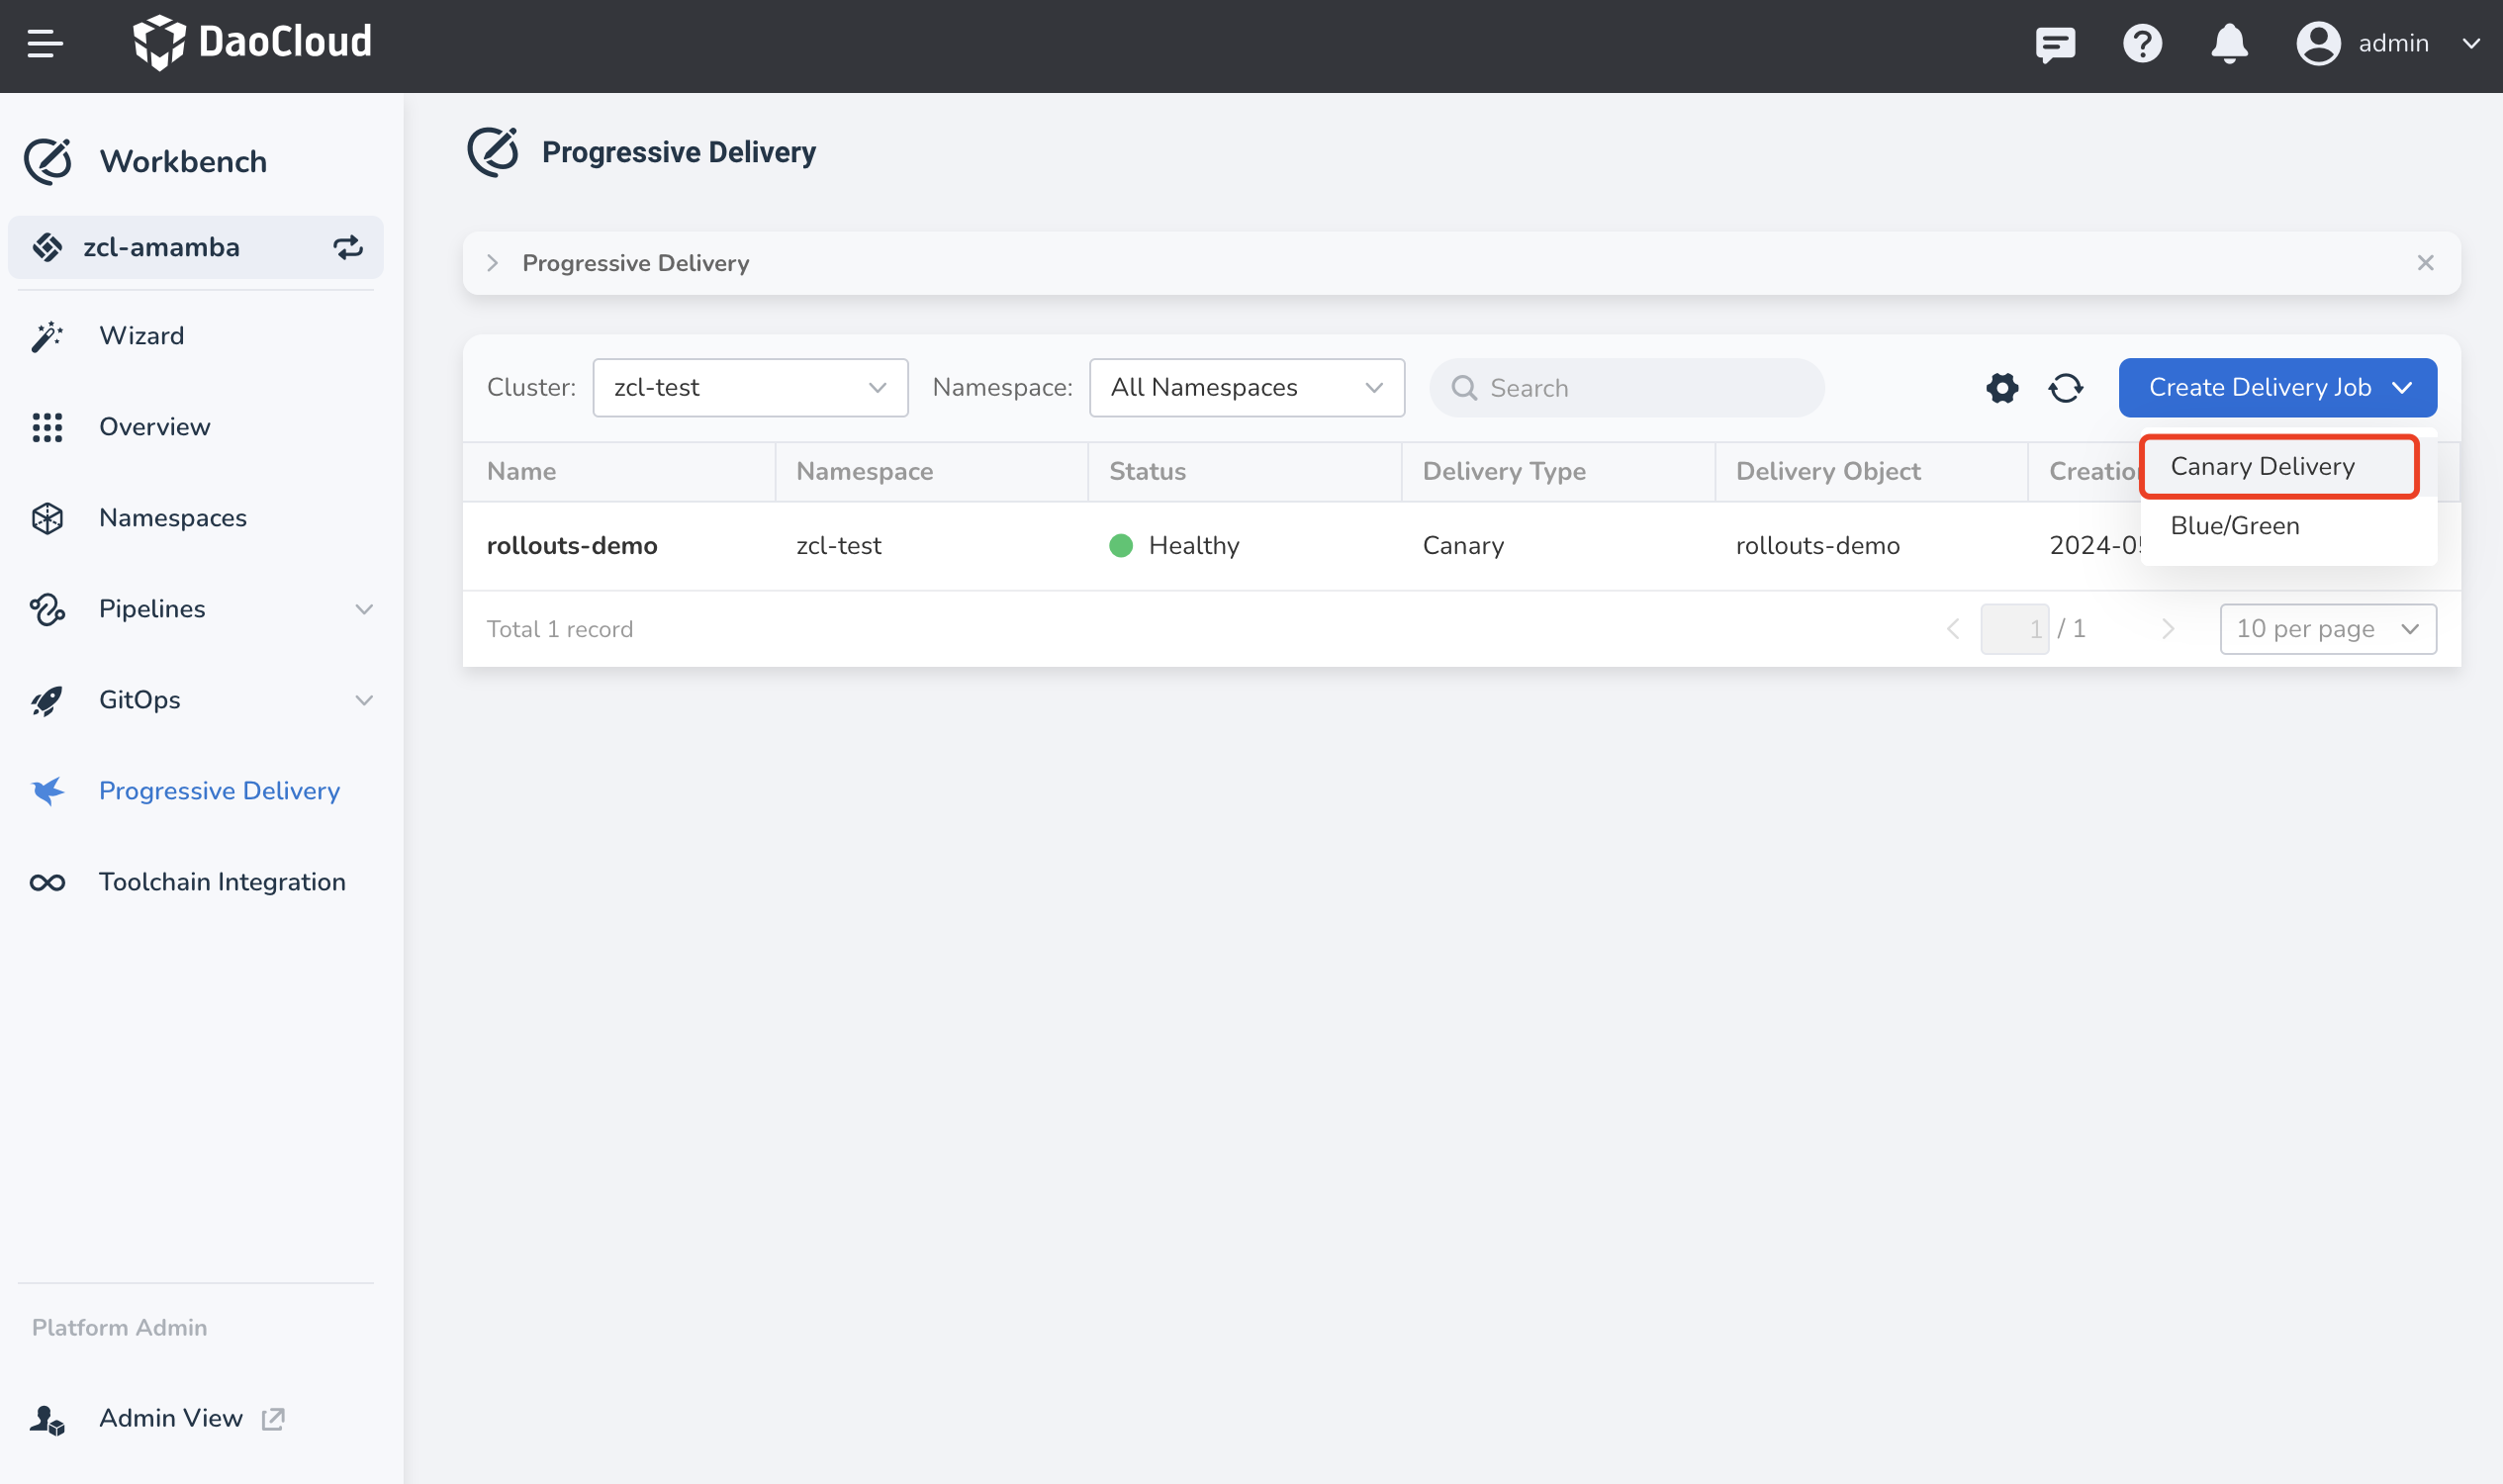 DaoCloud
admin
Workbench
zcl-amamba
Wizard
Overview
Namespaces
Pipelines
GitOps
Progressive Delivery
Toolchain Integration
Platform Admin
Admin View
Progressive Delivery
Progressive Delivery
Cluster: zcl-test Namespace: All Namespaces Search Create Delivery Job
Canary Delivery
Blue/Green
Name Namespace Status Delivery Type Delivery Object
rollouts-demo zcl-test Healthy Canary rollouts-demo
Total 1 record 1 / 1 10 per page